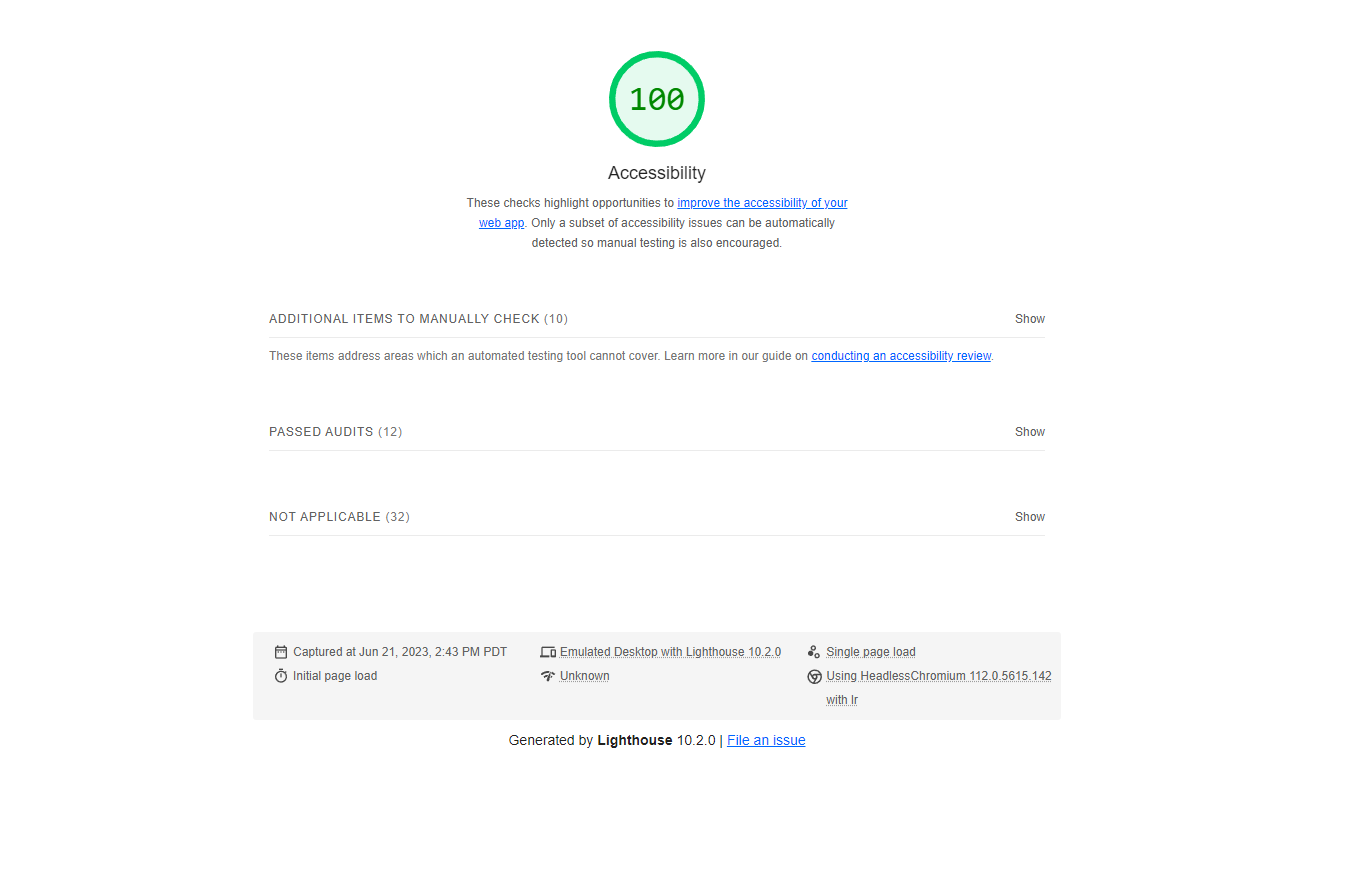 100
Accessibility
These checks highlight opportunities to improve the accessibility of your
web app. Only a subset of accessibility issues can be automatically
detected so manual testing is also encouraged.
ADDITIONAL ITEMS TO MANUALLY CHECK (10) Show
These items address areas which an automated testing tool cannot cover. Learn more in our guide on conducting an accessibility review.
PASSED AUDITS (12) Show
NOT APPLICABLE (32) Show
Captured at Jun 21, 2023, 2:43 PM PDT Emulated Desktop with Lighthouse 10.2.0 Single page load
Initial page load Unknown Using HeadlessChromium 112.0.5615.142
with lr
Generated by Lighthouse 10.2.0 | File an issue